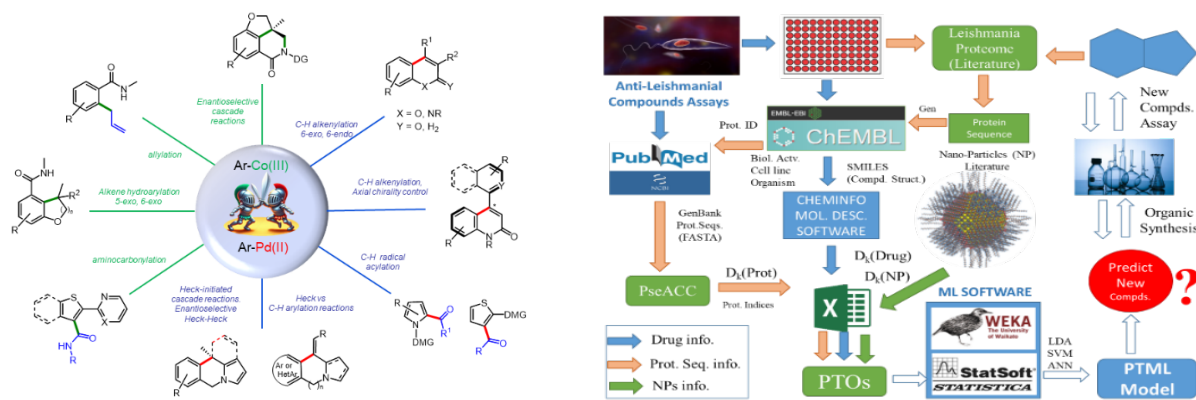 DG
N
O
R
O
N
H
R
R¹
R²
X
Y
R
X = O, NR
Y = O, H₂
Enantioselective
cascade
reactions
C-H alkenylation
6-exo, 6-endo
allylation
Ar-Co(III)
Ar-Pd(II)
Alkene hydroarylation
5-exo, 6-exo
C-H alkenylation,
Axial chirality control
aminocarbonylation
C-H radical
acylation
Heck-initiated
cascade reactions.
Enantioselective
Heck-Heck
Heck vs
C-H arylation reactions
DMG
DMG
Ar or
HetAr
Anti-Leishmanial
Compounds Assays
Leishmania
Proteome
(Literature)
New
Compds.
Assay
EMBL-EBI
ChEMBL
Gen
Protein
Sequence
Prot. ID
PubMed
NCBI
Biol. Actv.
Cell line
Organism
SMILES
(Compd. Struct.)
Nano-Particles (NP)
Literature
CHEMINFO
MOL. DESC.
SOFTWARE
GenBank
Prot.Seqs.
(FASTA)
Organic
Synthesis
Dk(Drug)
Dk(NP)
PseACC
Dk(Prot)
Prot. Indices
X
Predict
New
Compds.
?
ML SOFTWARE
WEKA
The University
of Waikato
StatSoft
STATISTICA
LDA
SVM
ANN
PTML
Model
PTOs
Drug info.
Prot. Seq. info.
NPs info.